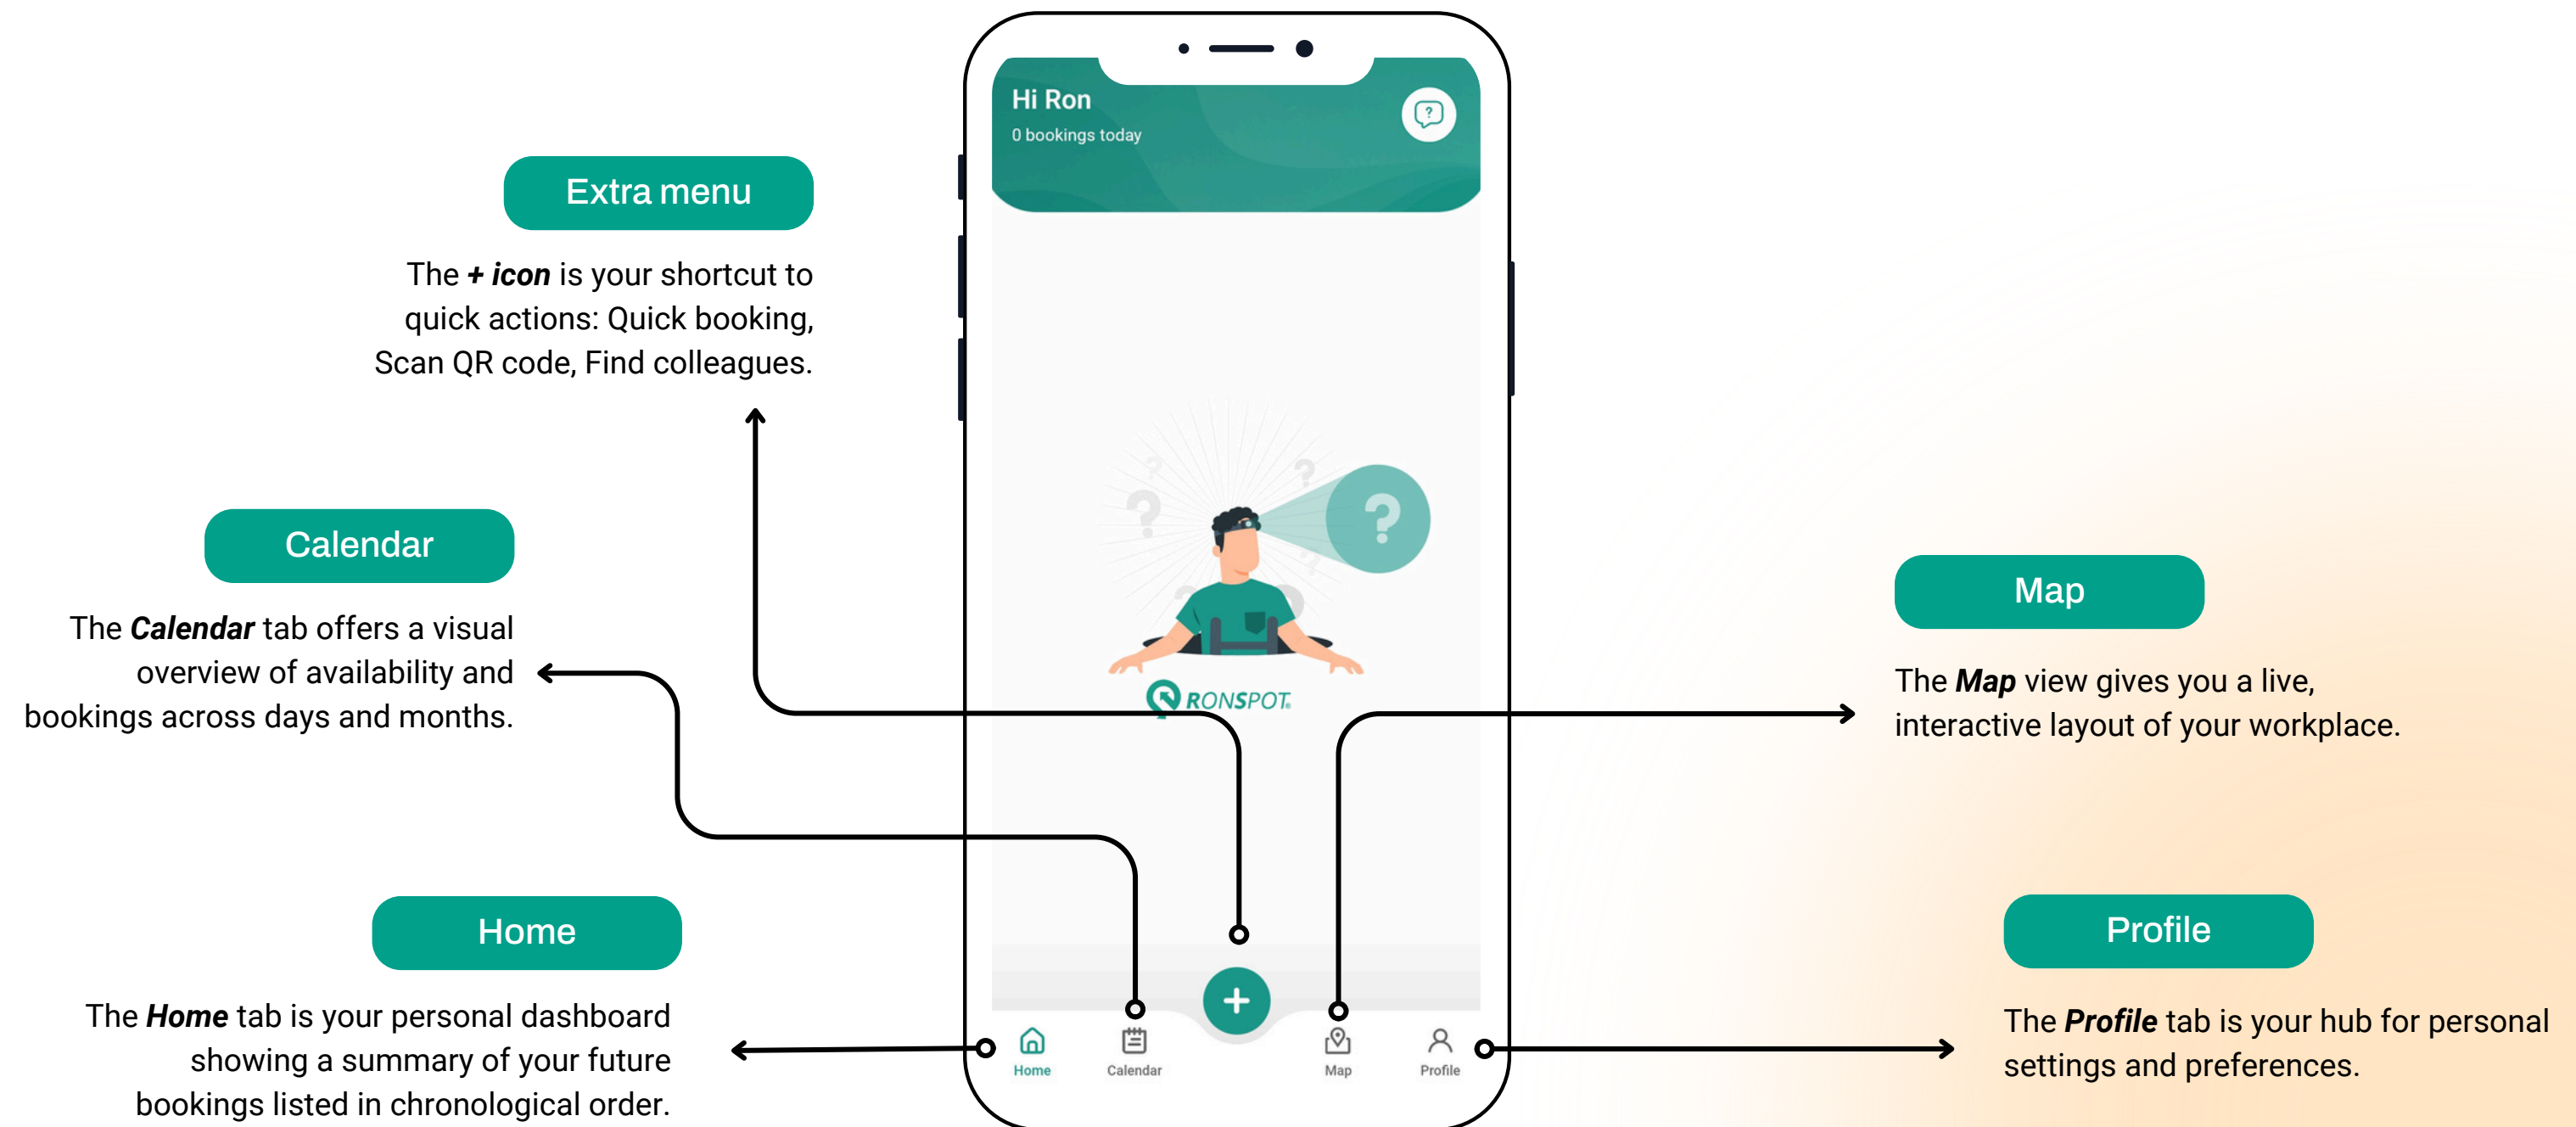 Hi Ron
0 bookings today
?
Extra menu
The + icon is your shortcut to
quick actions: Quick booking,
Scan QR code, Find colleagues.
Calendar
The Calendar tab offers a visual
overview of availability and
bookings across days and months.
Home
The Home tab is your personal dashboard
showing a summary of your future
bookings listed in chronological order.
? ? ? ?
RONSPOT®
Map
The Map view gives you a live,
interactive layout of your workplace.
Profile
The Profile tab is your hub for personal
settings and preferences.
+
Home Calendar Map Profile